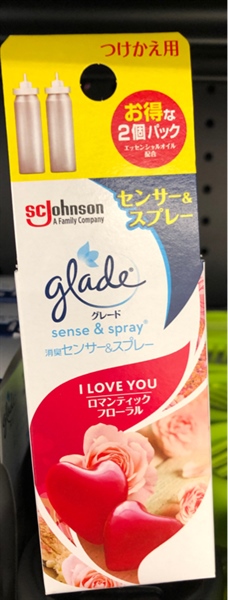 つけかえ用
お得な
2個パック
エッセンシャルオイル
配合
SCJohnson
A Family Company
センサー&
スプレー
glade®
グレード
sense & spray®
消臭センサー&スプレー
I LOVE YOU
ロマンティック
フローラル